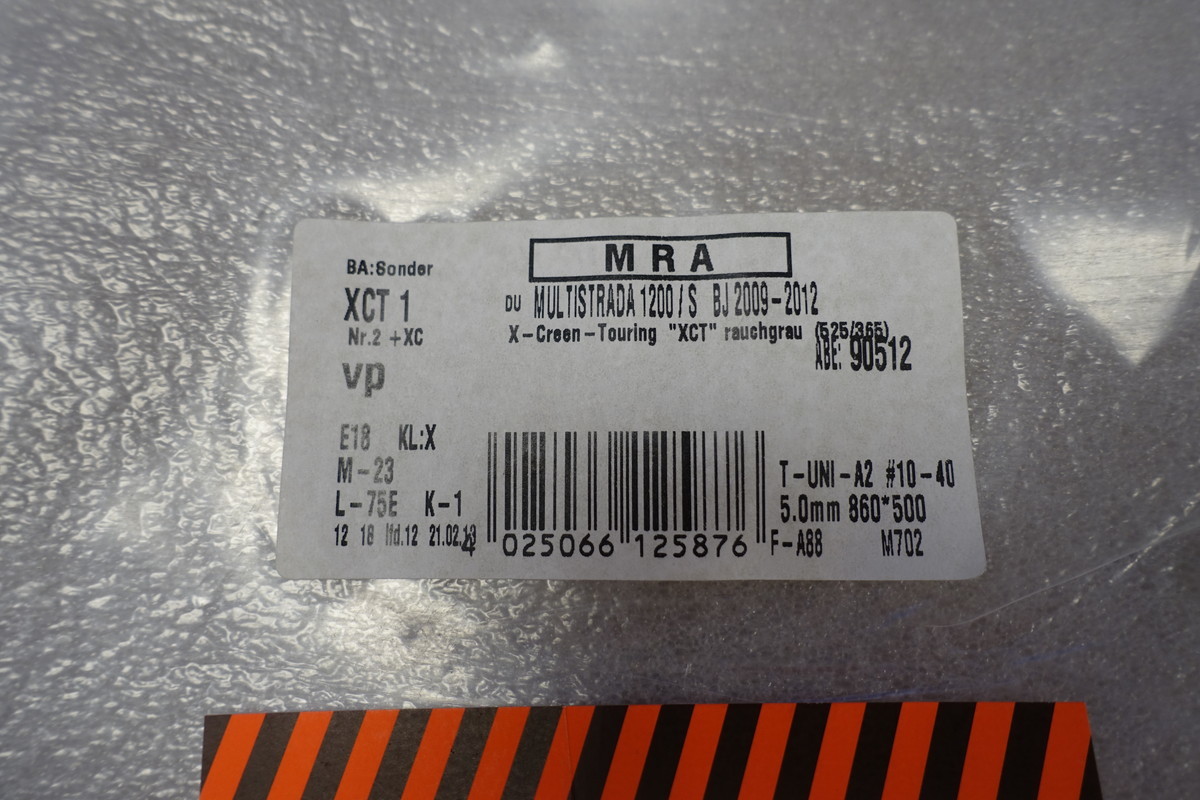 MRA
BA:Sonder
XCT 1
DU MULTISTRADA 1200/S BJ 2009-2012
Nr.2 +XC
X-Creen-Touring "XCT" rauchgrau (525/365)
ABE: 90512
vp
E18 KL:X
M-23
T-UNI-A2 #10-40
L-75E K-1
5.0mm 860*500
12 18 lfd.12 21.02.13
4 025066 125876
F-A88 M702